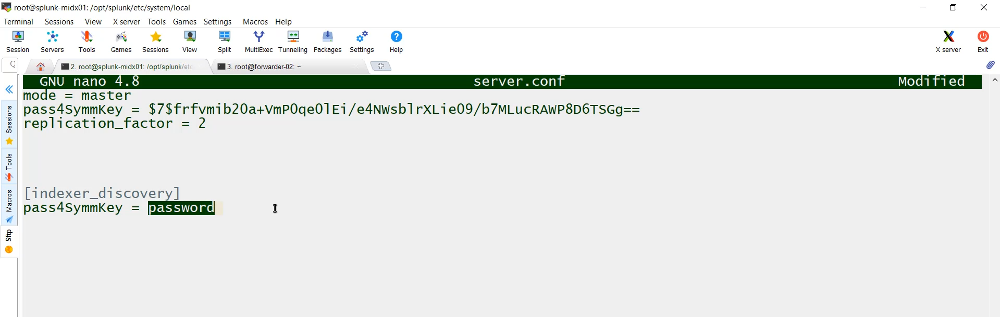 root@splunk-midx01: /opt/splunk/etc/system/local
Terminal Sessions View X server Tools Games Settings Macros Help
Session Servers Tools Games Sessions View Split MultiExec Tunneling Packages Settings Help X server Exit
2. root@splunk-midx01: /opt/splunk/etc 3. root@forwarder-02: ~
GNU nano 4.8 server.conf Modified
mode = master
pass4SymmKey = $7$frfvmib20a+VmPOqe0lEi/e4NWsblrXLie09/b7MLucRAWP8D6TSGg==
replication_factor = 2
[indexer_discovery]
pass4SymmKey = password
Sessions
Tools
Macros
Sftp